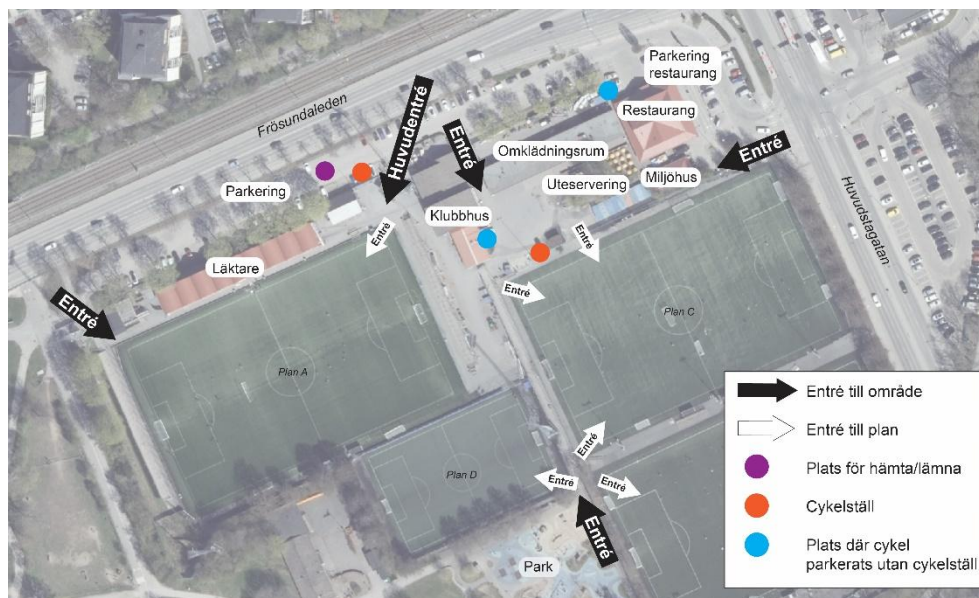 Parkering
restaurang
Frösundaleden
Huvudentré
Entré
Restaurang
Omklädningsrum
Entré
Parkering
Uteservering
Miljöhus
Huvudstagatan
Klubbhus
Entré
Entré
Läktare
Entré
Entré
Plan C
Plan A
Entré
Plan D
Entré
Entré
Entré
Park
Entré till område
Entré till plan
Plats för hämta/lämna
Cykelställ
Plats där cykel
parkerats utan cykelställ